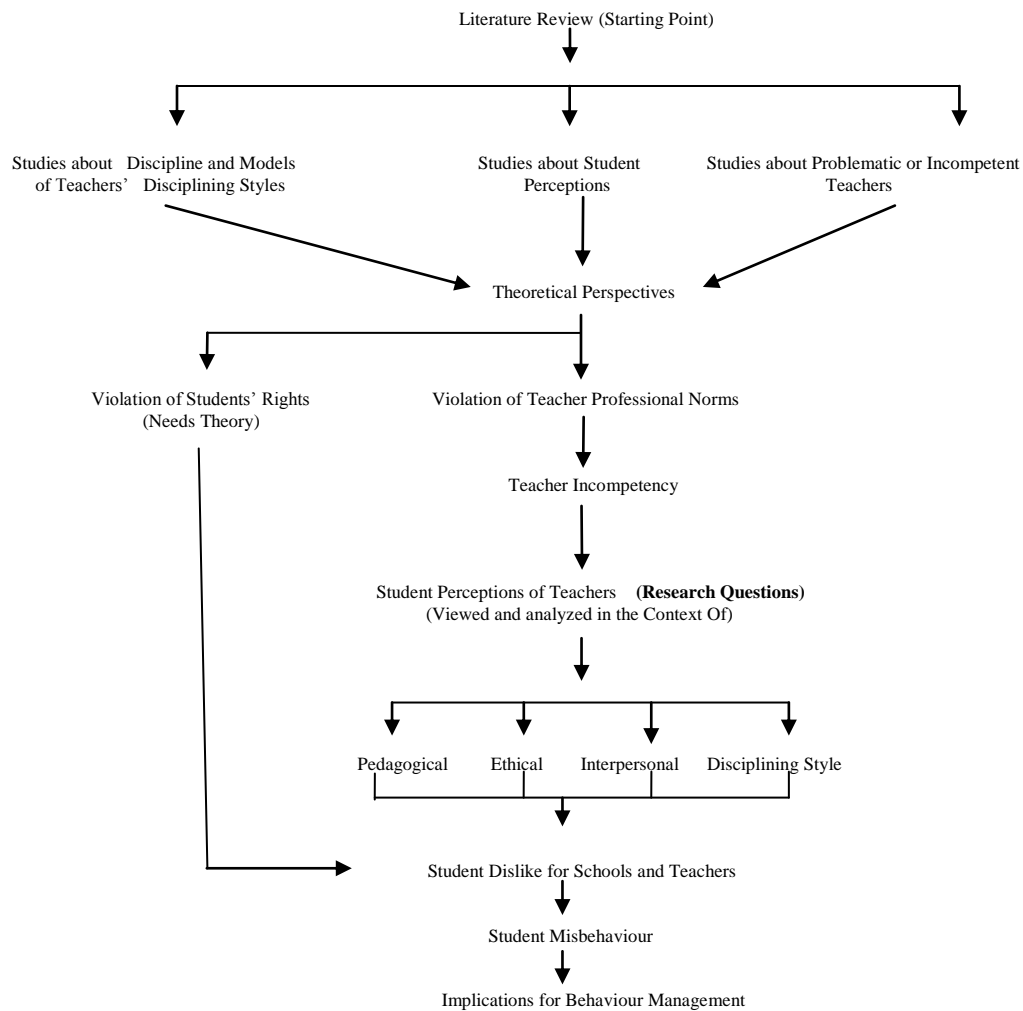 Literature Review (Starting Point)
Studies about Discipline and Models
of Teachers’ Disciplining Styles
Studies about Student
Perceptions
Studies about Problematic or Incompetent
Teachers
Theoretical Perspectives
Violation of Students’ Rights
(Needs Theory)
Violation of Teacher Professional Norms
Teacher Incompetency
Student Perceptions of Teachers (Research Questions)
(Viewed and analyzed in the Context Of)
Pedagogical Ethical Interpersonal Disciplining Style
Student Dislike for Schools and Teachers
Student Misbehaviour
Implications for Behaviour Management